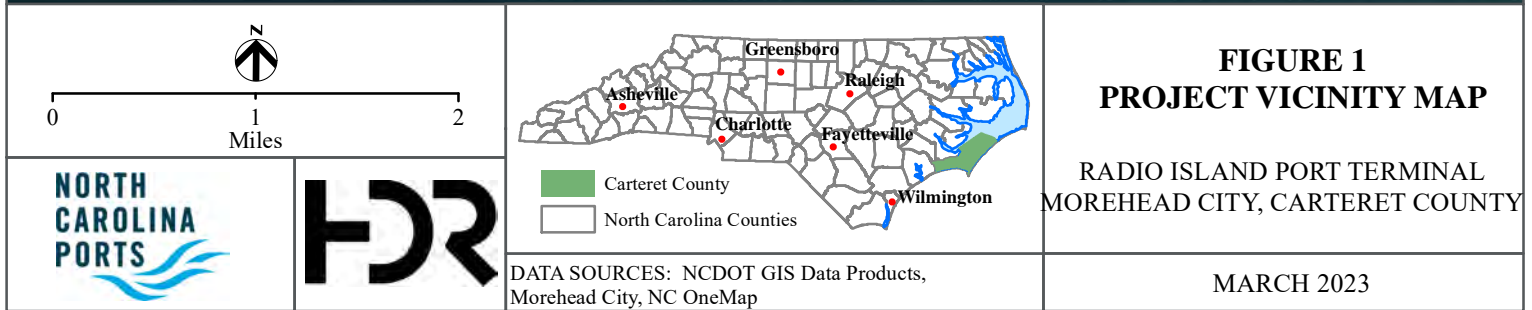 N
0
1
2
Miles
NORTH
CAROLINA
PORTS
HDR
Greensboro
Raleigh
Asheville
Charlotte
Fayetteville
Wilmington
Carteret County
North Carolina Counties
DATA SOURCES: NCDOT GIS Data Products,
Morehead City, NC OneMap
FIGURE 1
PROJECT VICINITY MAP
RADIO ISLAND PORT TERMINAL
MOREHEAD CITY, CARTERET COUNTY
MARCH 2023